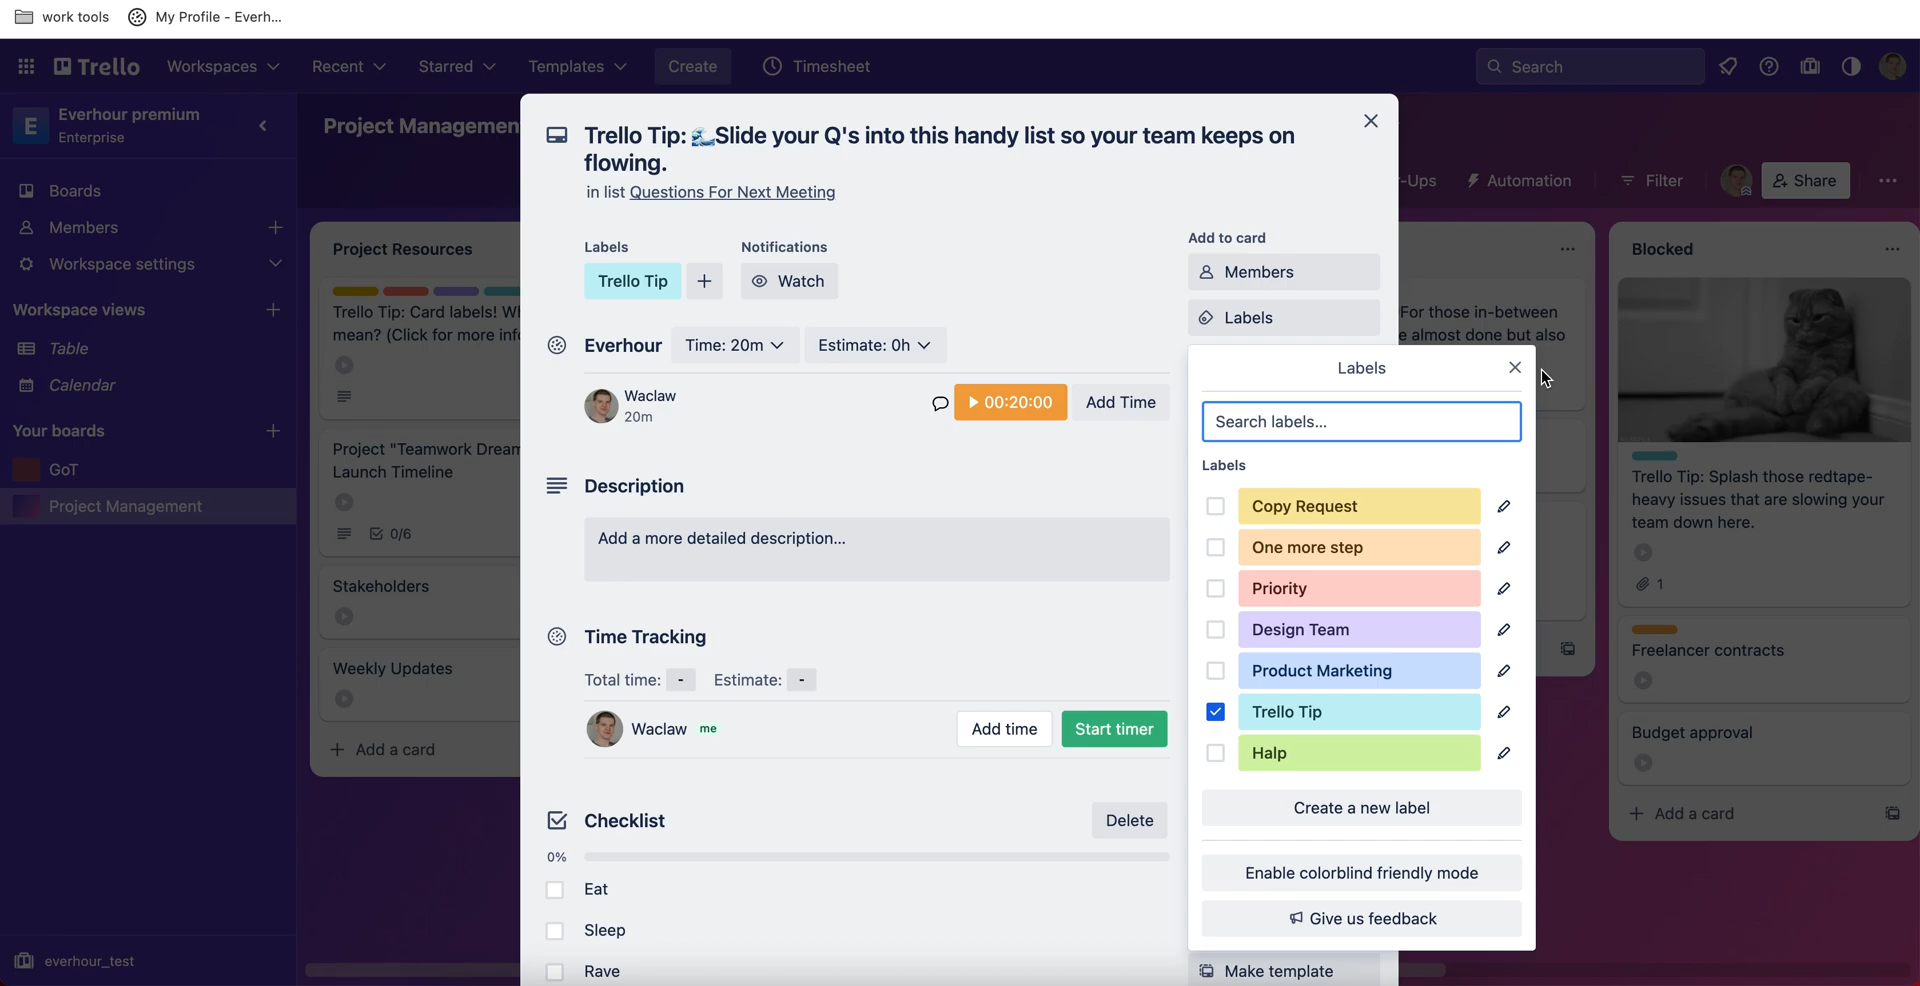 work tools
My Profile - Everh...
Trello
Workspaces
Recent
Starred
Templates
Create
Timesheet
Search
E
Everhour premium
Enterprise
Boards
Members
Workspace settings
Workspace views
Table
Calendar
Your boards
GoT
Project Management
everhour_test
Project Managemen
-Ups
Automation
Filter
Share
Project Resources
Trello Tip: Card labels! Wh
mean? (Click for more info
Project "Teamwork Dream
Launch Timeline
0/6
Stakeholders
Weekly Updates
Add a card
Trello Tip: 🌊Slide your Q's into this handy list so your team keeps on
flowing.
in list Questions For Next Meeting
Labels
Notifications
Trello Tip
Watch
Everhour
Time: 20m
Estimate: 0h
Waclaw
20m
00:20:00
Add Time
Description
Add a more detailed description...
Time Tracking
Total time: -
Estimate: -
Waclaw me
Add time
Start timer
Checklist
Delete
0%
Eat
Sleep
Rave
Add to card
Members
Labels
Labels
Search labels...
Labels
Copy Request
One more step
Priority
Design Team
Product Marketing
Trello Tip
Halp
Create a new label
Enable colorblind friendly mode
Give us feedback
Make template
For those in-between
e almost done but also
Blocked
Trello Tip: Splash those redtape-
heavy issues that are slowing your
team down here.
1
Freelancer contracts
Budget approval
Add a card